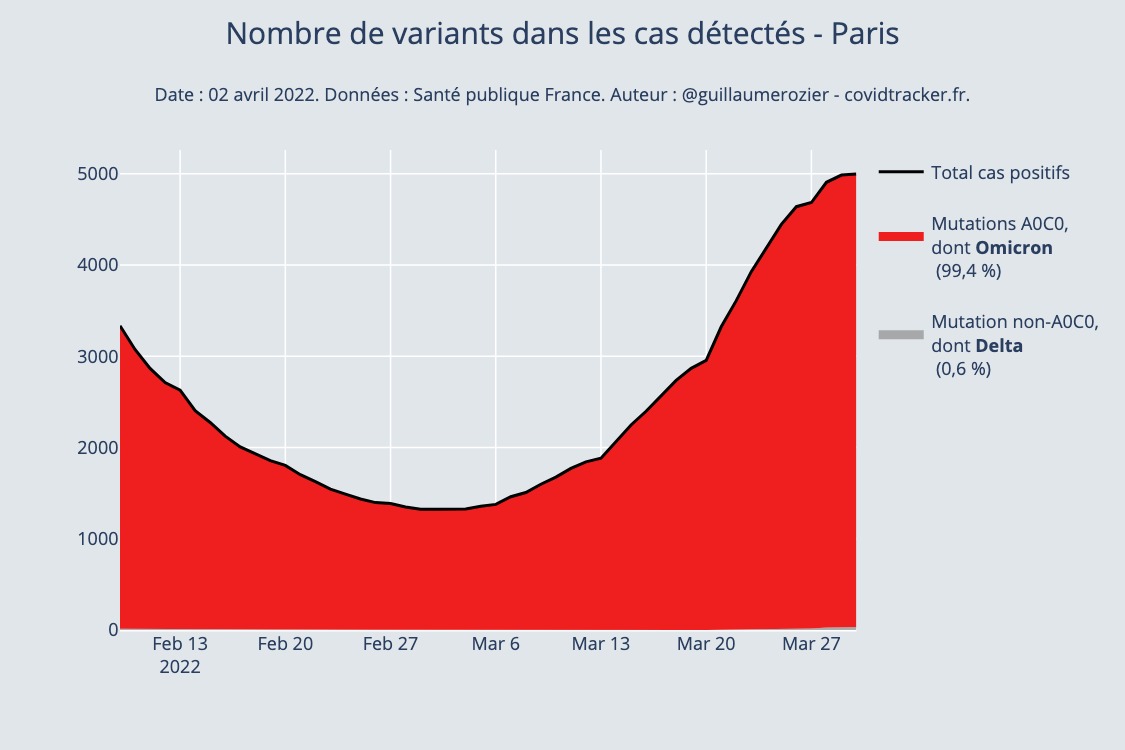 Nombre de variants dans les cas détectés - Paris
Date : 02 avril 2022. Données : Santé publique France. Auteur : @guillaumerozier - covidtracker.fr.
5000
4000
3000
2000
1000
0
Feb 13
2022
Feb 20
Feb 27
Mar 6
Mar 13
Mar 20
Mar 27
Total cas positifs
Mutations A0C0,
dont Omicron
(99,4 %)
Mutation non-A0C0,
dont Delta
(0,6 %)